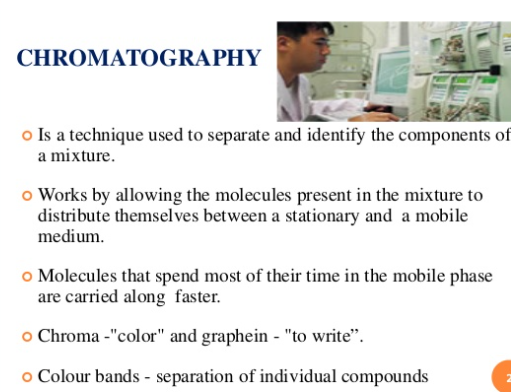 CHROMATOGRAPHY
Is a technique used to separate and identify the components of
a mixture.
Works by allowing the molecules present in the mixture to
distribute themselves between a stationary and a mobile
medium.
Molecules that spend most of their time in the mobile phase
are carried along faster.
Chroma -"color" and graphein - "to write”.
Colour bands - separation of individual compounds
2